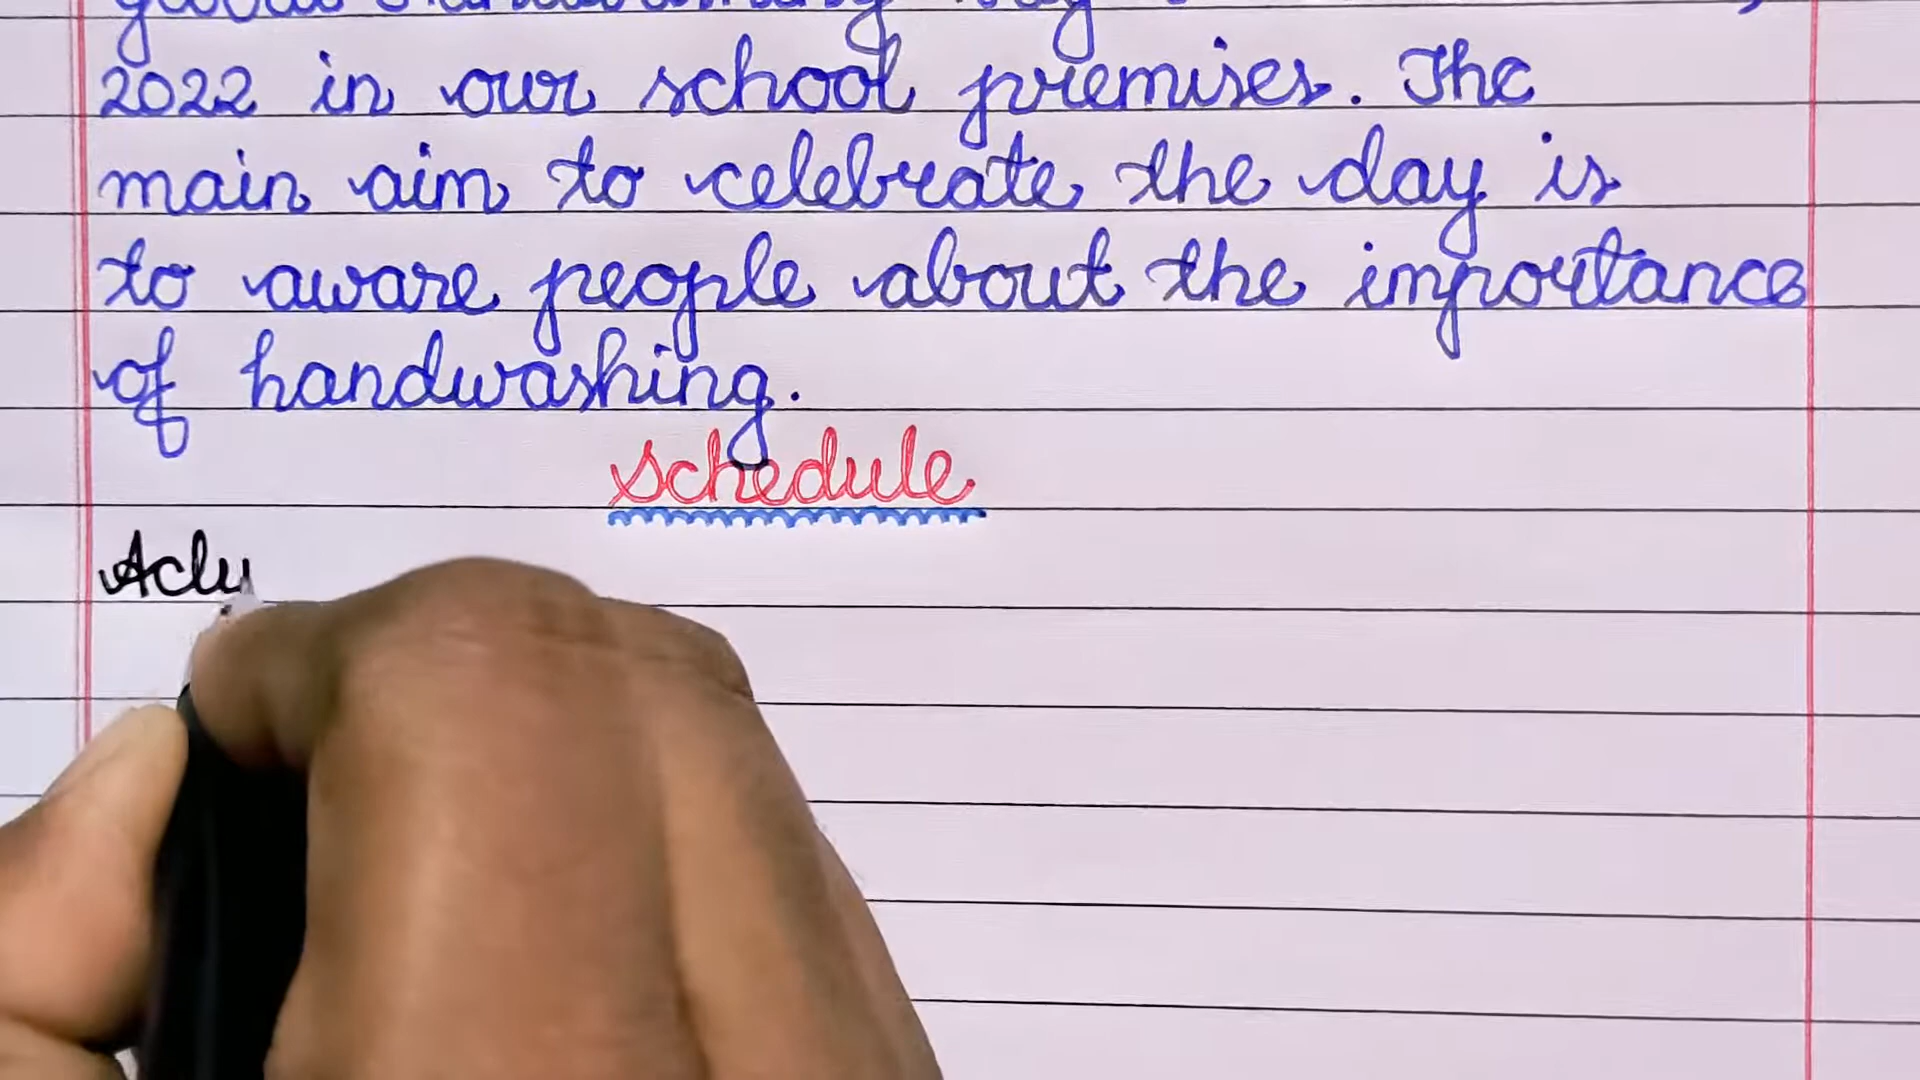 2022 in our school premises. The
main aim to celebrate the day is
to aware people about the importance
of handwashing.
schedule